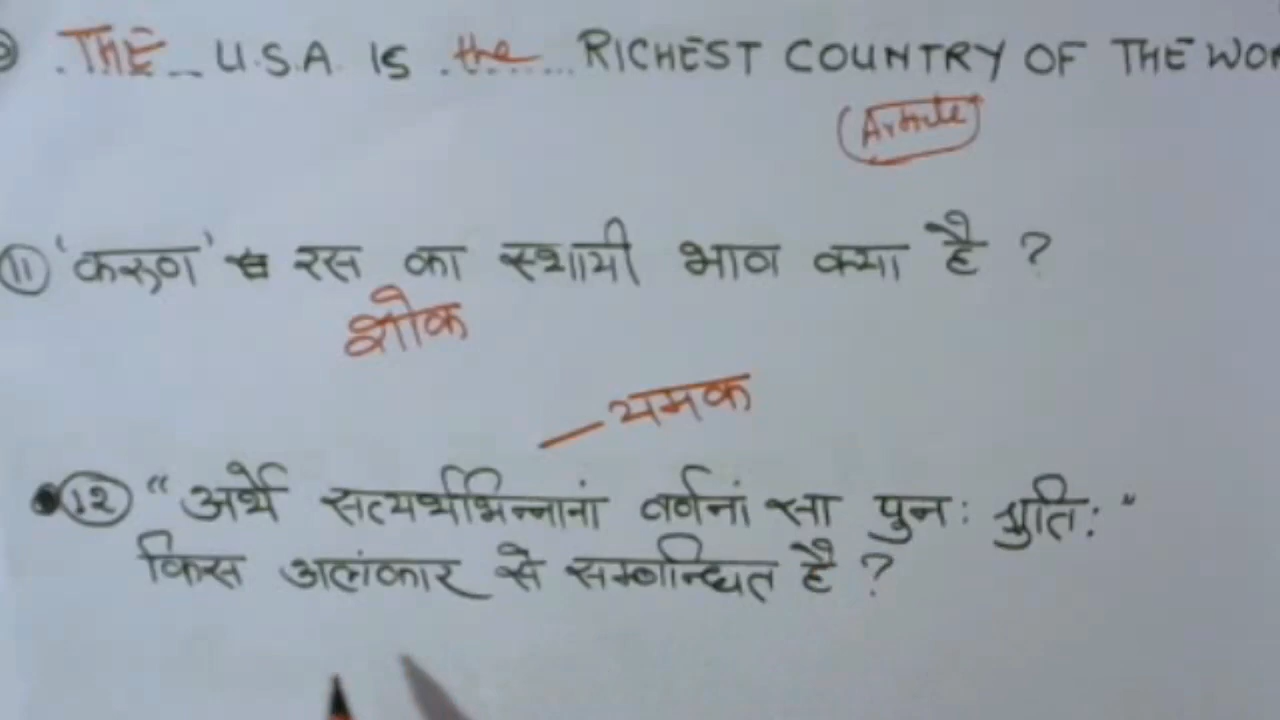 THE U.S.A. IS the RICHEST COUNTRY OF THE WOR
(Article)
11 'करुण' रस का स्थायी भाव क्या है ?
शोक
— यमक
12 “अर्थे सत्यर्थभिन्नानां वर्णनां सा पुनः श्रुतिः”
किस अलंकार से सम्बन्धित है ?